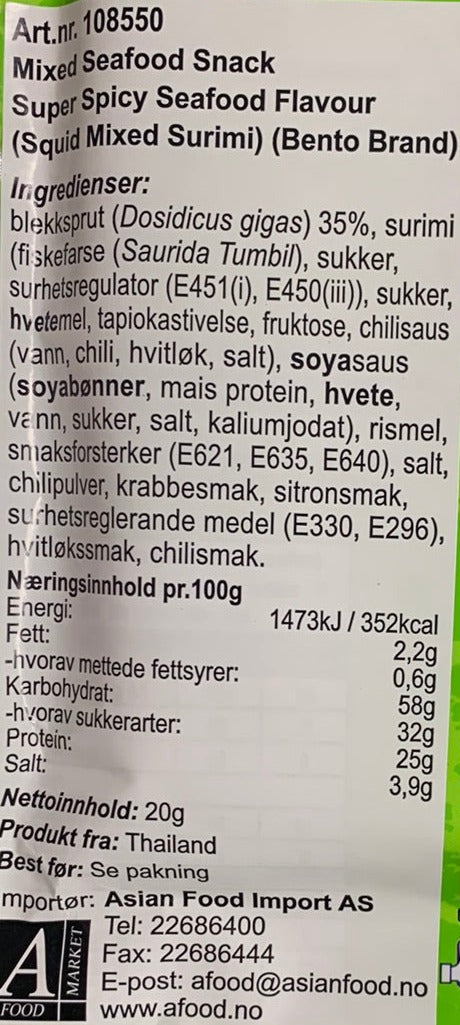 Art.nr. 108550
Mixed Seafood Snack
Super Spicy Seafood Flavour
(Squid Mixed Surimi) (Bento Brand)
Ingredienser:
blekksprut (Dosidicus gigas) 35%, surimi
(fiskefarse (Saurida Tumbil), sukker,
surhetsregulator (E451(i), E450(iii)), sukker,
hvetemel, tapiokastivelse, fruktose, chilisaus
(vann, chili, hvitløk, salt), soyasaus
(soyabønner, mais protein, hvete,
vann, sukker, salt, kaliumjodat), rismel,
smaksforsterker (E621, E635, E640), salt,
chilipulver, krabbesmak, sitronsmak,
surhetsreglerande medel (E330, E296),
hvitløkssmak, chilismak.
Næringsinnhold pr.100g
Energi: 1473kJ / 352kcal
Fett: 2,2g
-hvorav mettede fettsyrer: 0,6g
Karbohydrat: 58g
-hvorav sukkerarter: 32g
Protein: 25g
Salt: 3,9g
Nettoinnhold: 20g
Produkt fra: Thailand
Best før: Se pakning
mportør: Asian Food Import AS
Tel: 22686400
Fax: 22686444
E-post: afood@asianfood.no
www.afood.no
A MARKET
FOOD